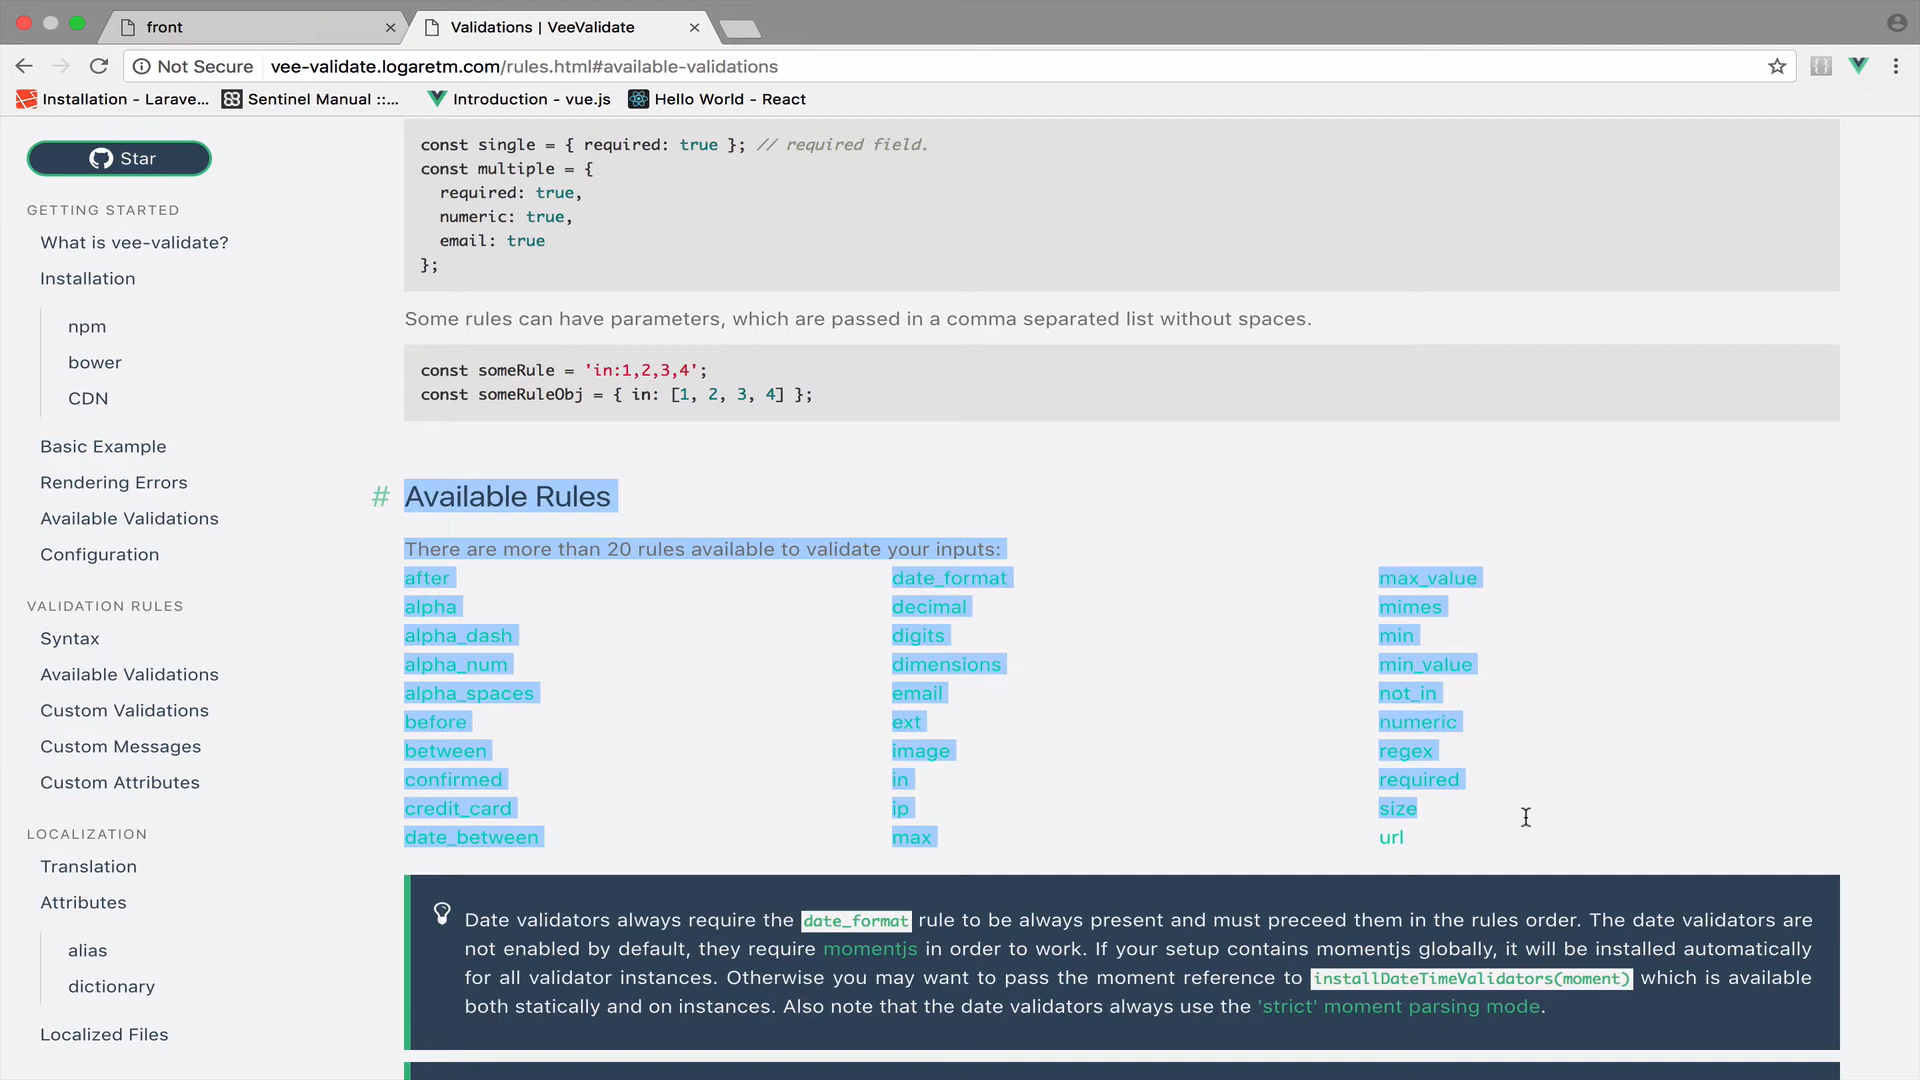 front
Validations | VeeValidate
Not Secure
vee-validate.logaretm.com/rules.html#available-validations
Installation - Larave...
Sentinel Manual ::...
Introduction - vue.js
Hello World - React
Star
GETTING STARTED
What is vee-validate?
Installation
npm
bower
CDN
Basic Example
Rendering Errors
Available Validations
Configuration
VALIDATION RULES
Syntax
Available Validations
Custom Validations
Custom Messages
Custom Attributes
LOCALIZATION
Translation
Attributes
alias
dictionary
Localized Files
const single = { required: true }; // required field.
const multiple = {
required: true,
numeric: true,
email: true
};
Some rules can have parameters, which are passed in a comma separated list without spaces.
const someRule = 'in:1,2,3,4';
const someRuleObj = { in: [1, 2, 3, 4] };
# Available Rules
There are more than 20 rules available to validate your inputs:
after
alpha
alpha_dash
alpha_num
alpha_spaces
before
between
confirmed
credit_card
date_between
date_format
decimal
digits
dimensions
email
ext
image
in
ip
max
max_value
mimes
min
min_value
not_in
numeric
regex
required
size
url
Date validators always require the date_format rule to be always present and must preceed them in the rules order. The date validators are
not enabled by default, they require momentjs in order to work. If your setup contains momentjs globally, it will be installed automatically
for all validator instances. Otherwise you may want to pass the moment reference to installDateTimeValidators(moment) which is available
both statically and on instances. Also note that the date validators always use the 'strict' moment parsing mode.